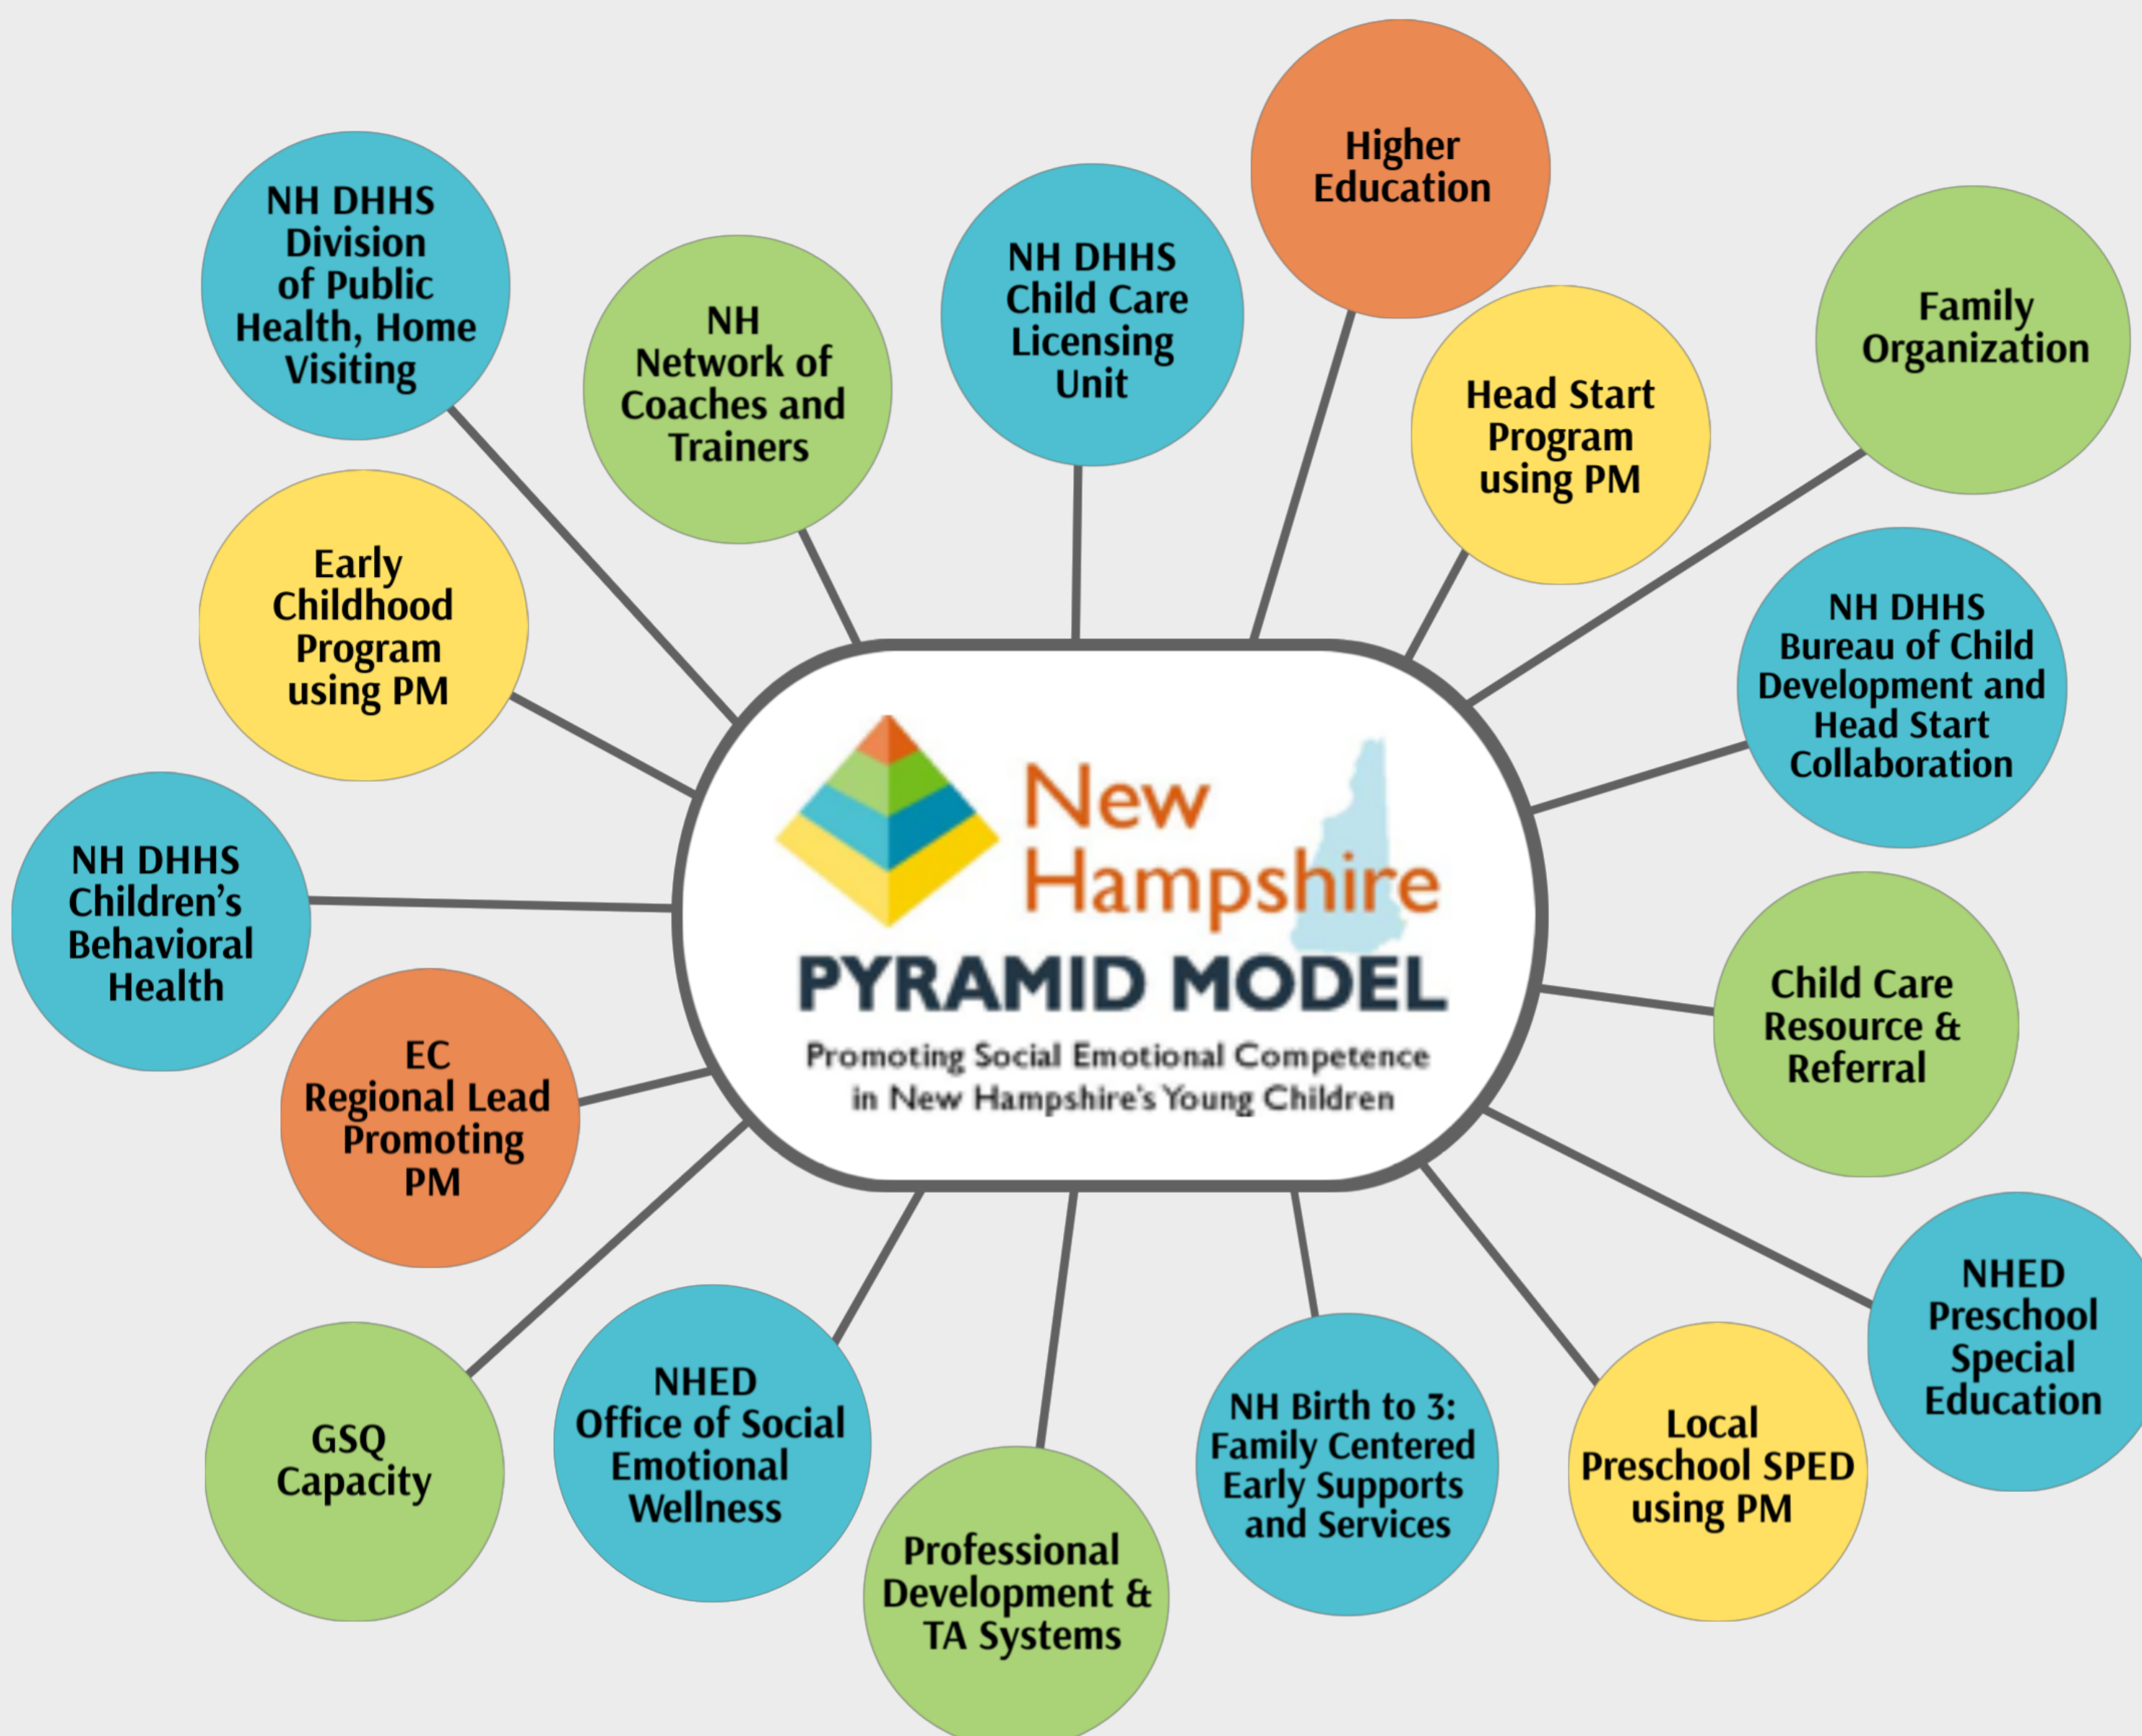 Higher
Education
NH DHHS
Division
of Public
Health, Home
Visiting
NH
Network of
Coaches and
Trainers
NH DHHS
Child Care
Licensing
Unit
Head Start
Program
using PM
Family
Organization
Early
Childhood
Program
using PM
NH DHHS
Bureau of Child
Development and
Head Start
Collaboration
New
Hampshire
PYRAMID MODEL
Promoting Social Emotional Competence
in New Hampshire's Young Children
NH DHHS
Children’s
Behavioral
Health
Child Care
Resource &
Referral
EC
Regional Lead
Promoting
PM
NHED
Preschool
Special
Education
GSQ
Capacity
NHED
Office of Social
Emotional
Wellness
Professional
Development &
TA Systems
NH Birth to 3:
Family Centered
Early Supports
and Services
Local
Preschool SPED
using PM